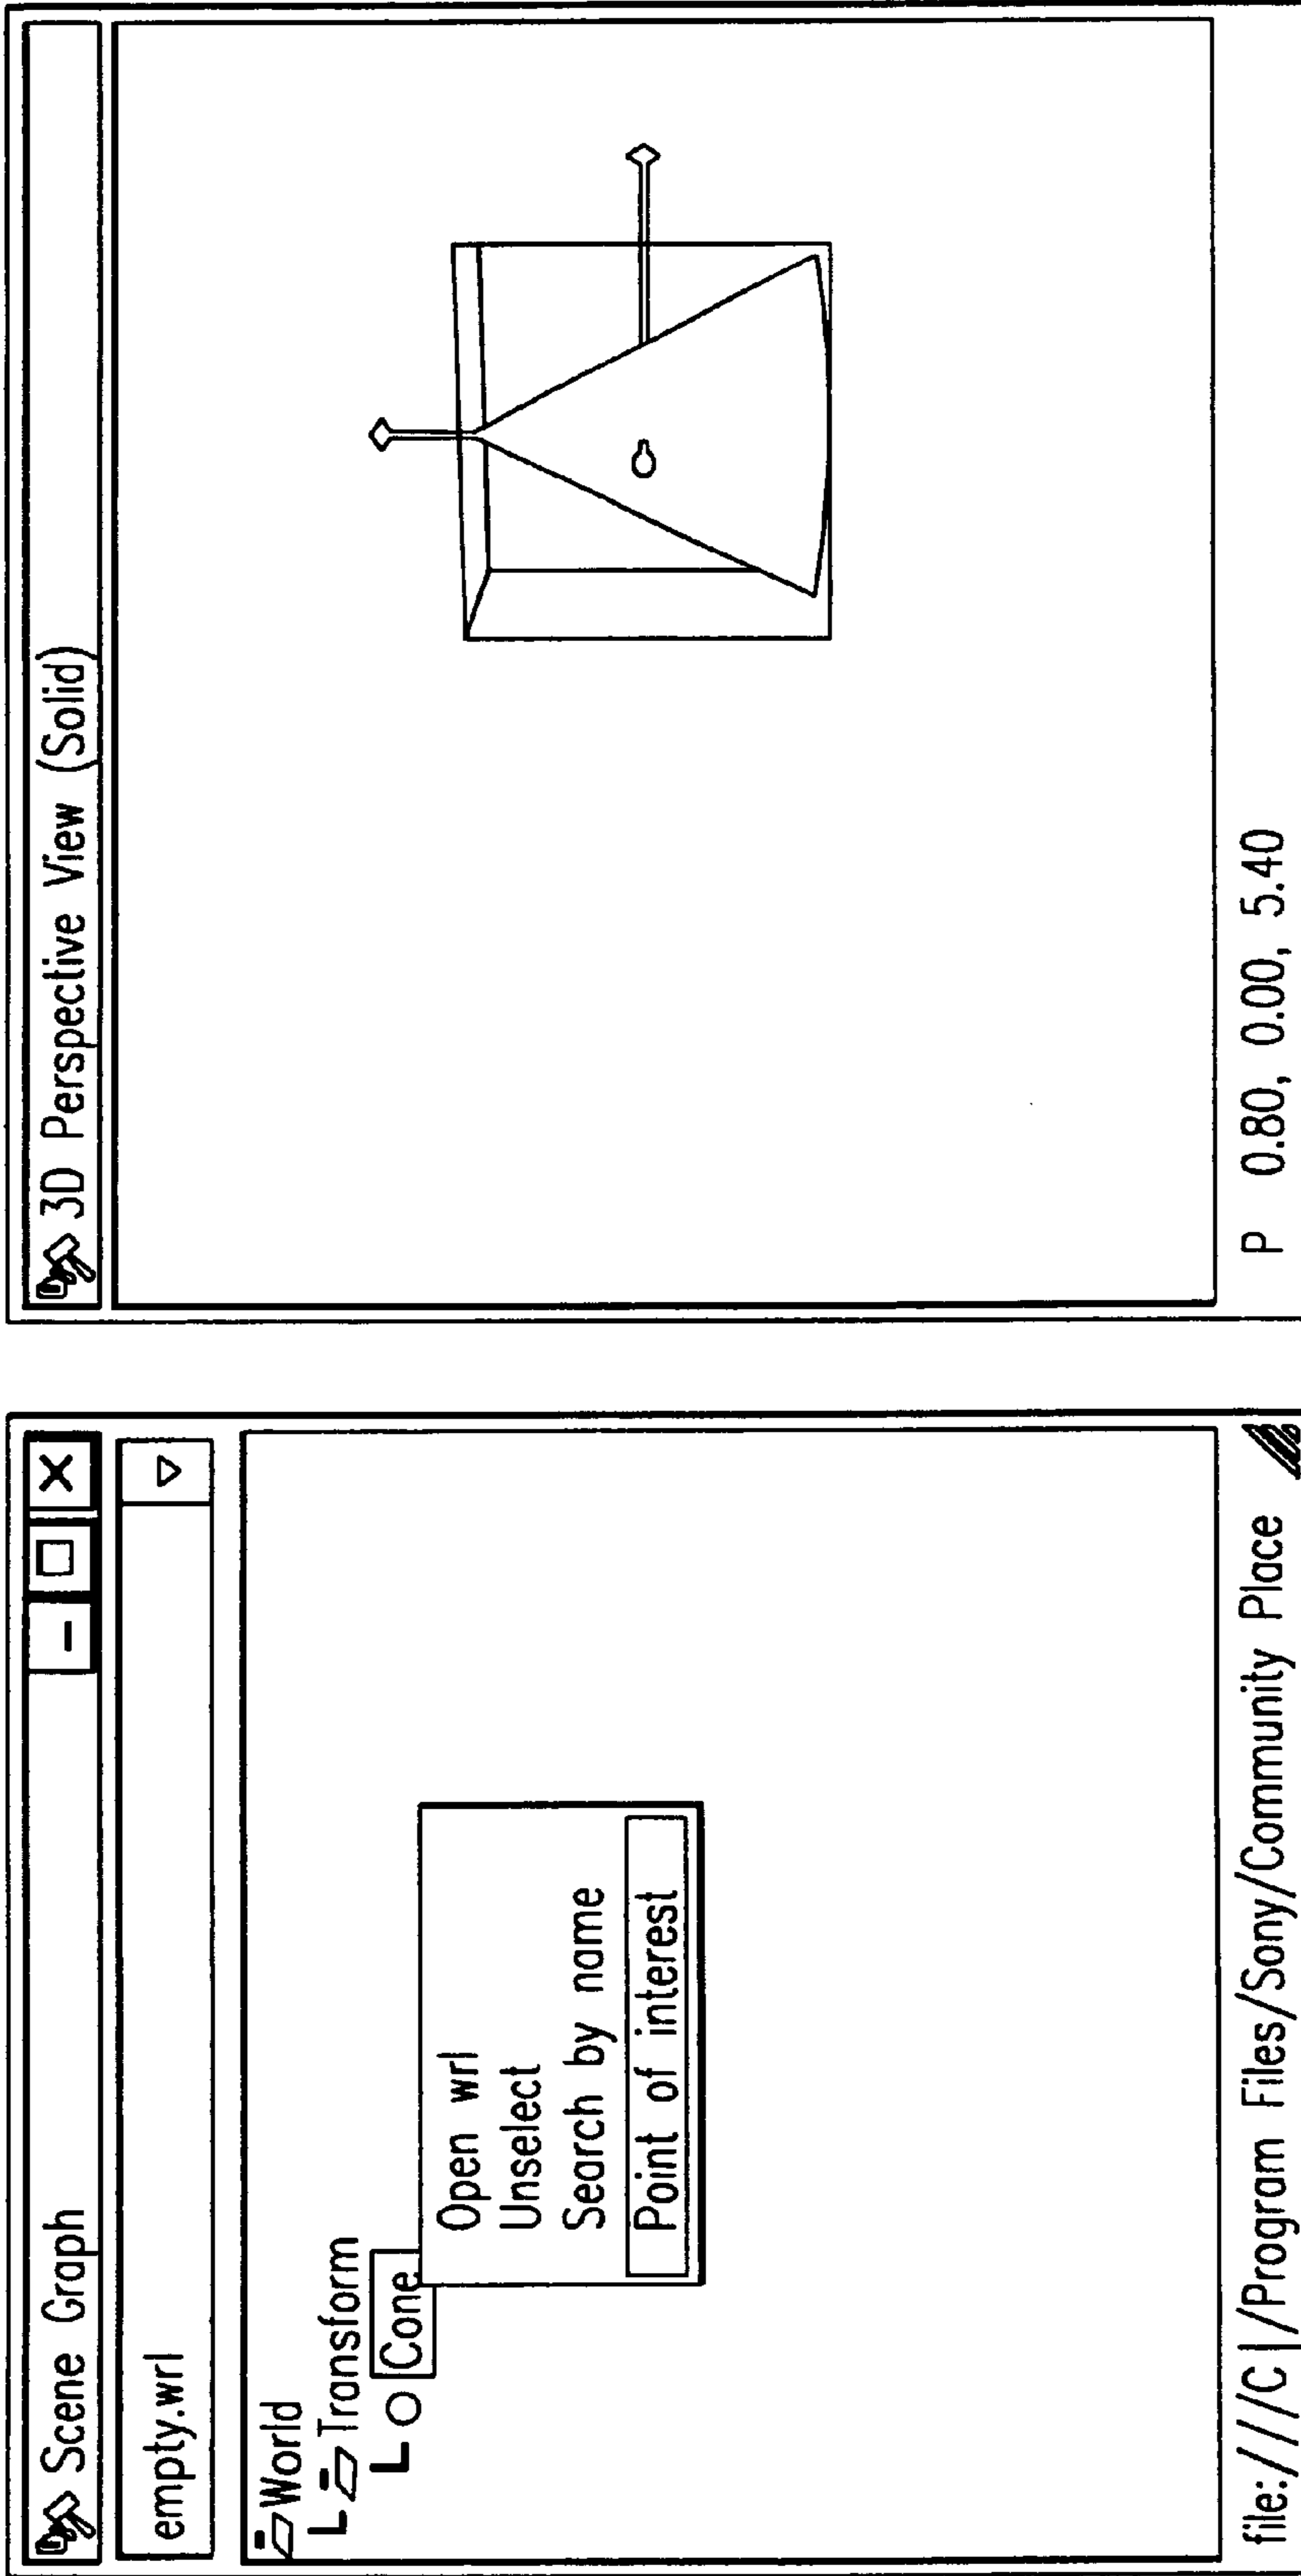 Scene Graph
empty.wrl
World
Transform
Cone
Open wrl
Unselect
Search by name
Point of interest
file:///C|/Program Files/Sony/Community Place
3D Perspective View (Solid)
P 0.80, 0.00, 5.40